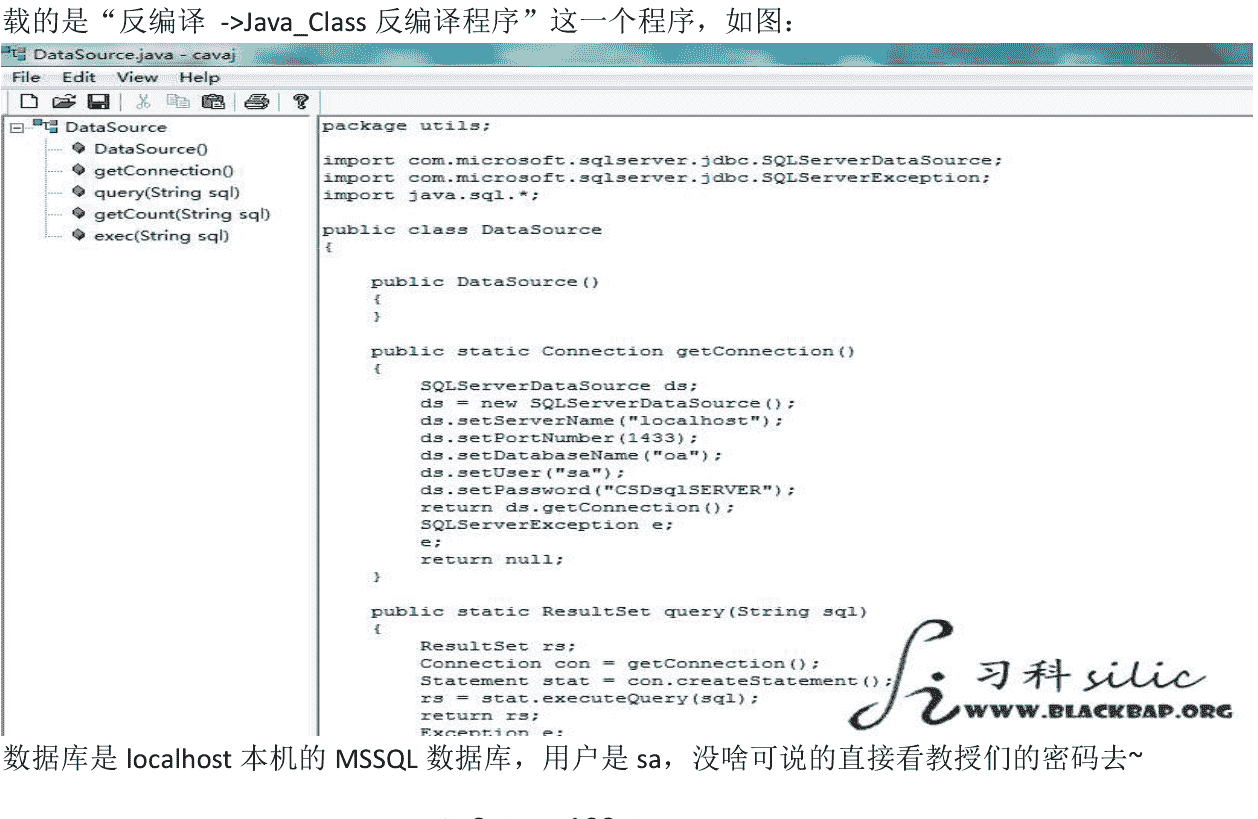 载的是“反编译 ->Java_Class 反编译程序”这一个程序，如图：
DataSource.java - cavaj
File Edit View Help
DataSource
DataSource()
getConnection()
query(String sql)
getCount(String sql)
exec(String sql)
package utils;
import com.microsoft.sqlserver.jdbc.SQLServerDataSource;
import com.microsoft.sqlserver.jdbc.SQLServerException;
import java.sql.*;
public class DataSource
{
public DataSource()
{
}
public static Connection getConnection()
{
SQLServerDataSource ds;
ds = new SQLServerDataSource();
ds.setServerName("localhost");
ds.setPortNumber(1433);
ds.setDatabaseName("oa");
ds.setUser("sa");
ds.setPassword("CSDsqlSERVER");
return ds.getConnection();
SQLServerException e;
e;
return null;
}
public static ResultSet query(String sql)
{
ResultSet rs;
Connection con = getConnection();
Statement stat = con.createStatement();
rs = stat.executeQuery(sql);
return rs;
Exception e;
习科 silic
WWW.BLACKBAP.ORG
数据库是 localhost 本机的 MSSQL 数据库，用户是 sa，没啥可说的直接看教授们的密码去~